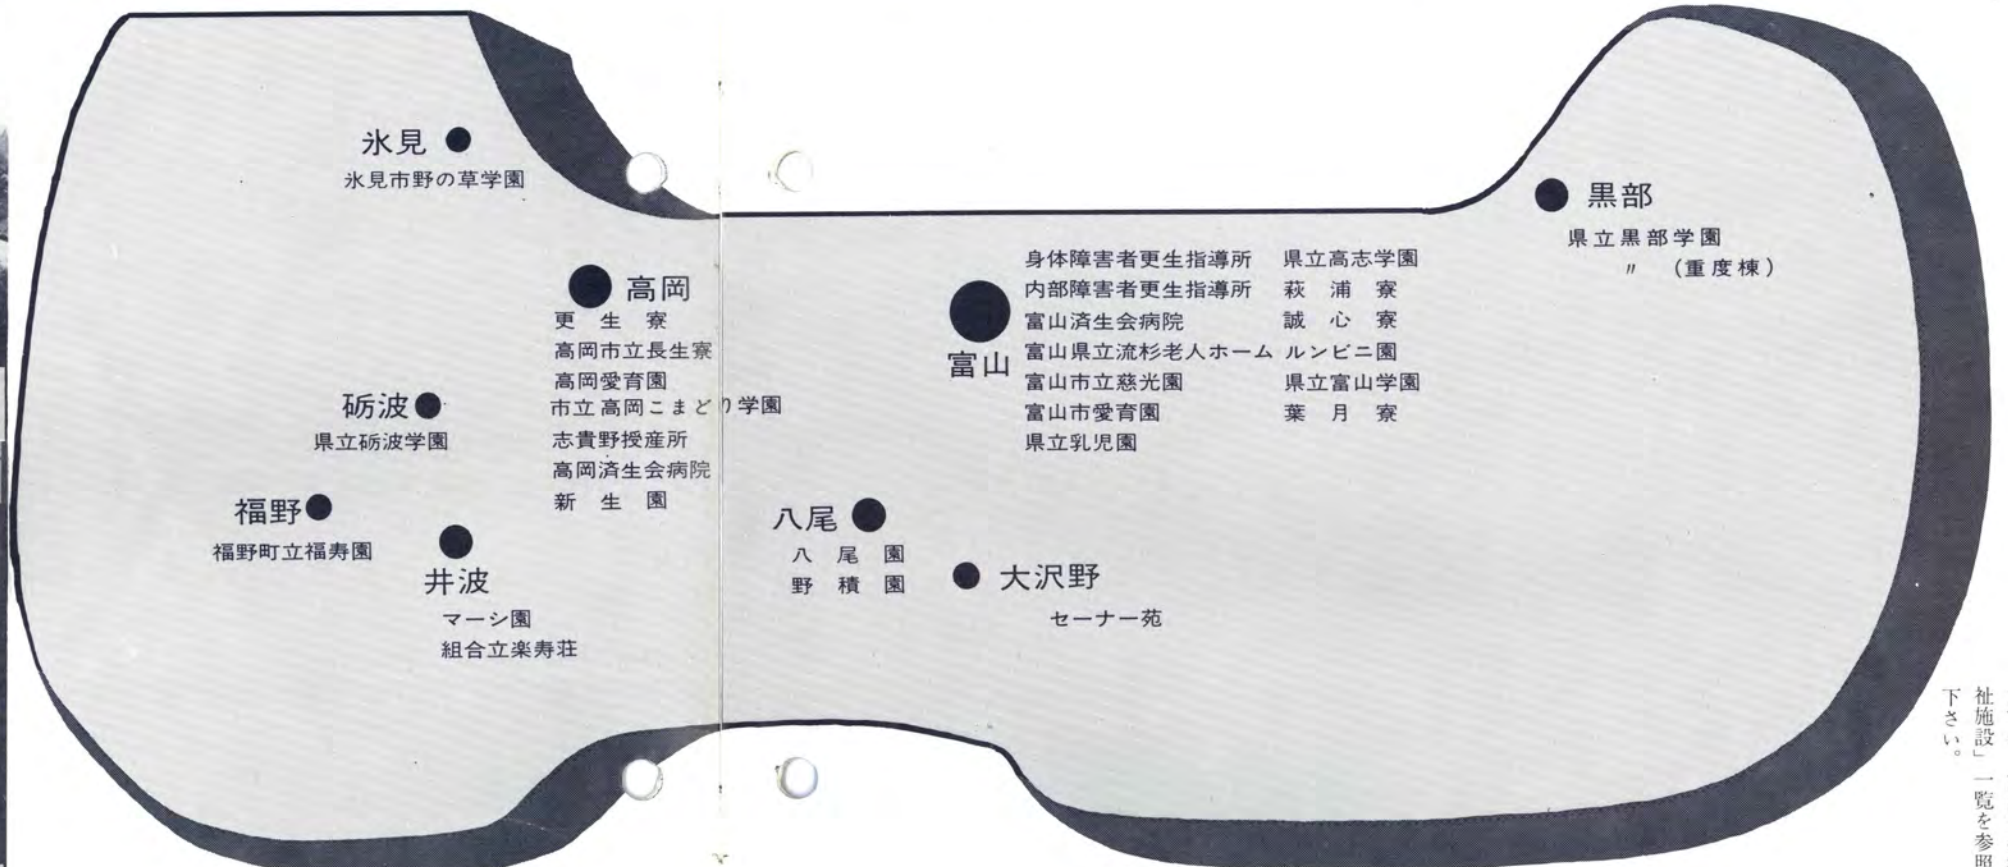 氷見
氷見市野の草学園
高岡
更生寮
高岡市立長生寮
高岡愛育園
市立高岡こまどり学園
志貴野授産所
高岡済生会病院
新生園
砺波
県立砺波学園
福野
福野町立福寿園
井波
マーシ園
組合立楽寿荘
富山
身体障害者更生指導所
内部障害者更生指導所
富山済生会病院
富山県立流杉老人ホーム
富山市立慈光園
富山市愛育園
県立乳児園
県立高志学園
萩浦寮
誠心寮
ルンビニ園
県立富山学園
葉月寮
八尾
八尾園
野積園
大沢野
セーナー苑
黒部
県立黒部学園
〃 (重度棟)
祉施設」一覧を参照
下さい。